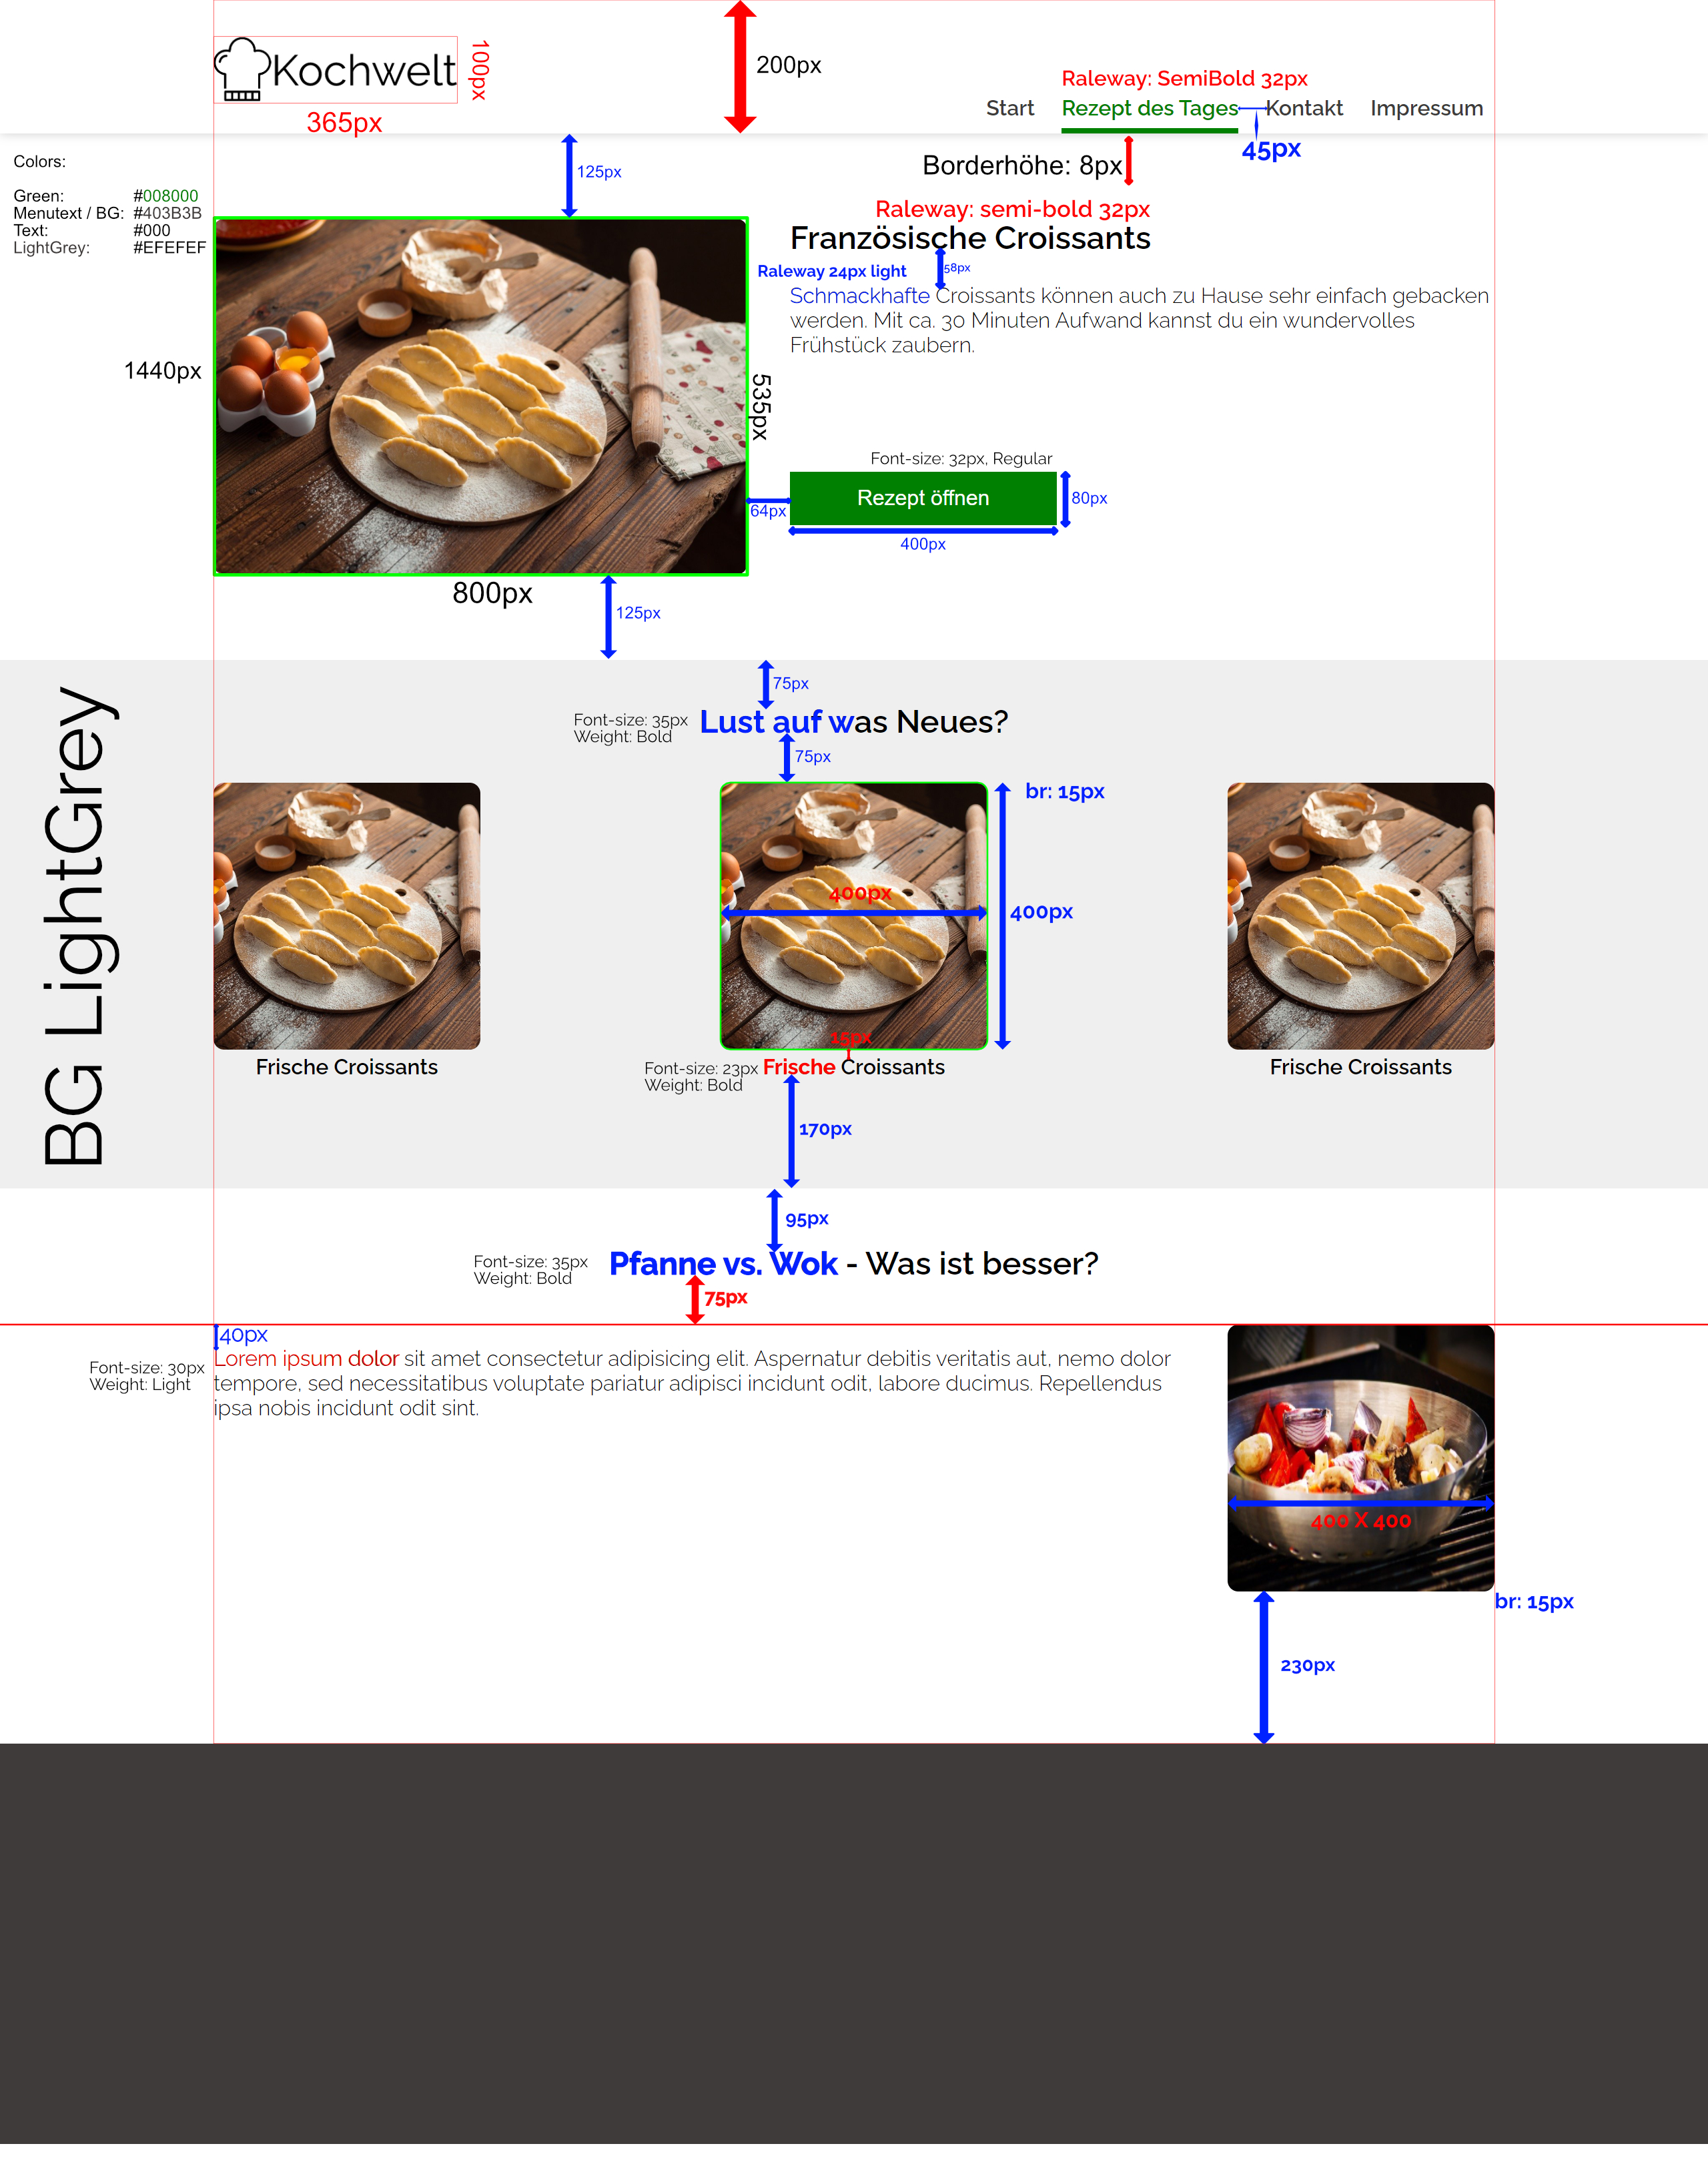 Kochwelt
100px
365px
200px
Raleway: SemiBold 32px
Start Rezept des Tages Kontakt Impressum
45px
Borderhöhe: 8px
Colors:
Green: #008000
Menutext / BG: #403B3B
Text: #000
LightGrey: #EFEFEF
125px
Raleway: semi-bold 32px
Französische Croissants
58px
Raleway 24px light
Schmackhafte Croissants können auch zu Hause sehr einfach gebacken
werden. Mit ca. 30 Minuten Aufwand kannst du ein wundervolles
Frühstück zaubern.
1440px
535px
Font-size: 32px, Regular
Rezept öffnen
80px
64px
400px
800px
125px
BG LightGrey
75px
Font-size: 35px
Weight: Bold
Lust auf was Neues?
75px
br: 15px
400px
400px
15px
Frische Croissants
Font-size: 23px
Weight: Bold
Frische Croissants
Frische Croissants
170px
95px
Font-size: 35px
Weight: Bold
Pfanne vs. Wok - Was ist besser?
75px
40px
Font-size: 30px
Weight: Light
Lorem ipsum dolor sit amet consectetur adipisicing elit. Aspernatur debitis veritatis aut, nemo dolor
tempore, sed necessitatibus voluptate pariatur adipisci incidunt odit, labore ducimus. Repellendus
ipsa nobis incidunt odit sint.
400 X 400
br: 15px
230px